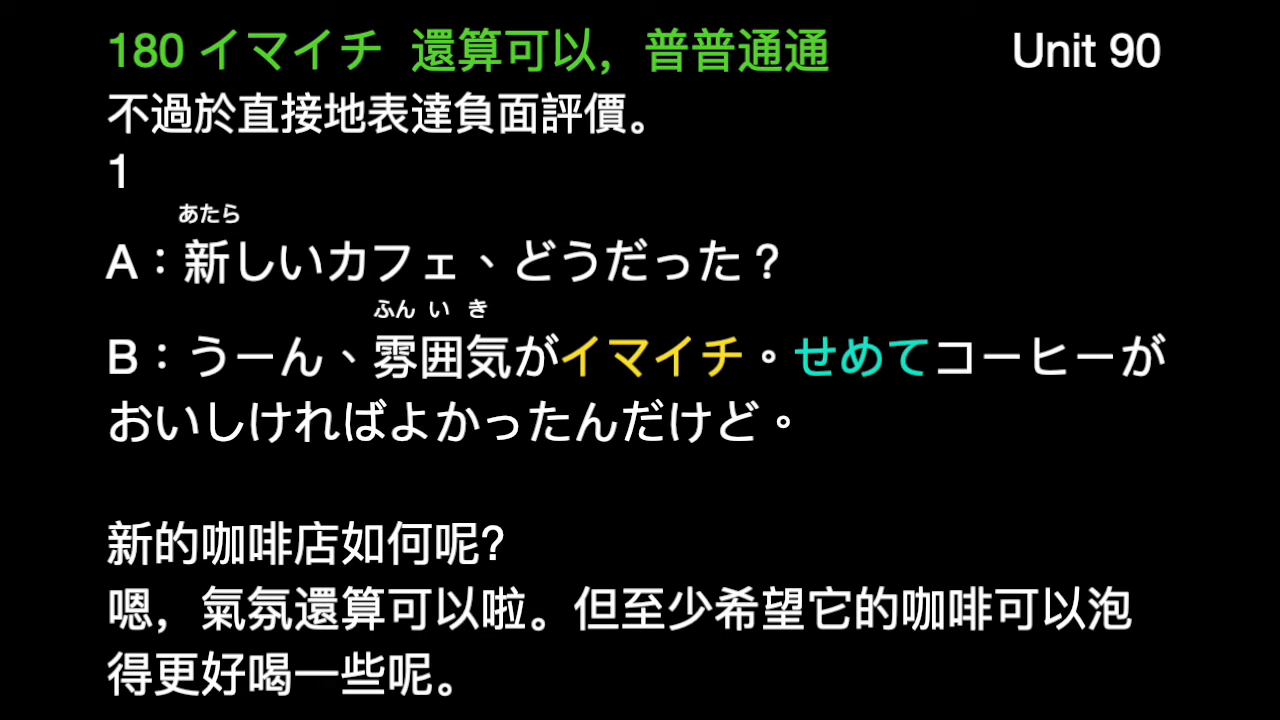 180 イマイチ 還算可以，普普通通
Unit 90
不過於直接地表達負面評價。
1
あたら
A：新しいカフェ、どうだった？
ふん い き
B：うーん、雰囲気がイマイチ。せめてコーヒーが
おいしければよかったんだけど。
新的咖啡店如何呢？
嗯，氣氛還算可以啦。但至少希望它的咖啡可以泡
得更好喝一些呢。